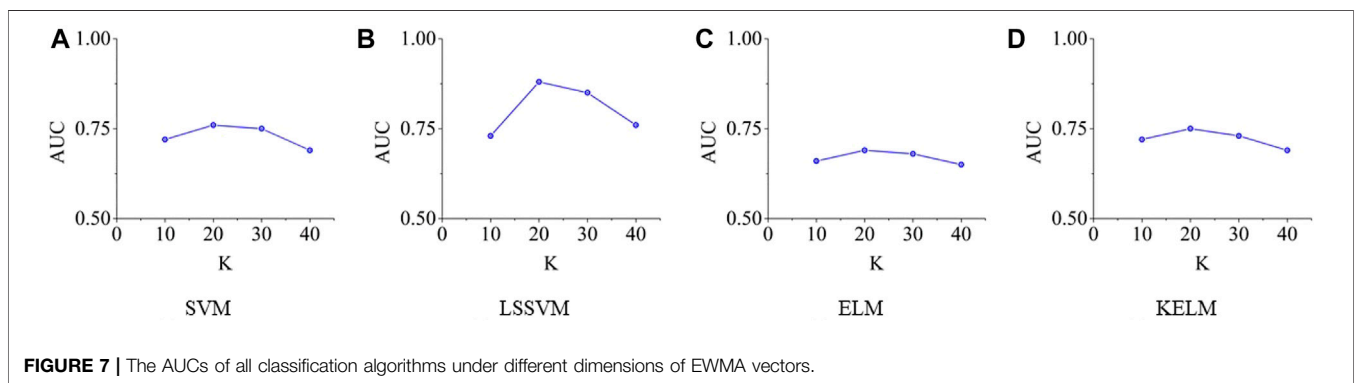 A
1.00
0.75
0.50
AUC
0 10 20 30 40
K
SVM
B
1.00
0.75
0.50
AUC
0 10 20 30 40
K
LSSVM
C
1.00
0.75
0.50
AUC
0 10 20 30 40
K
ELM
D
1.00
0.75
0.50
AUC
0 10 20 30 40
K
KELM
FIGURE 7 | The AUCs of all classification algorithms under different dimensions of EWMA vectors.